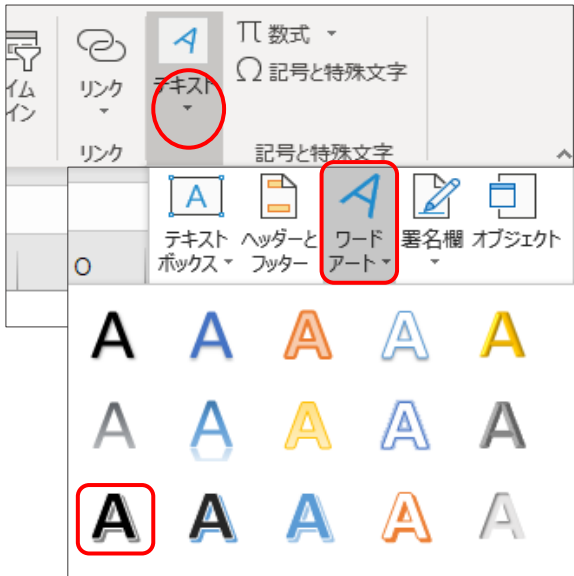 数式
記号と特殊文字
イム
イン
リンク
テキスト
リンク
記号と特殊文字
O
A
テキスト
ボックス
ヘッダーと
フッター
ワード
アート
署名欄
オブジェクト
A A A A A
A A A A A
A A A A A